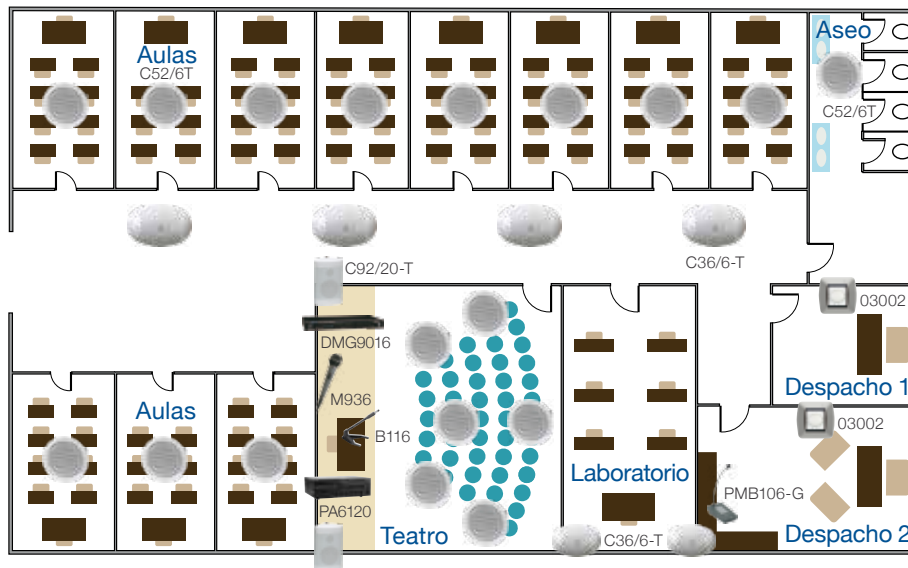 Aulas
C52/6T
Aseo
C52/6T
C92/20-T
C36/6-T
03002
DMG9016
M936
B116
PA6120
Teatro
Aulas
Laboratorio
C36/6-T
Despacho 1
03002
PMB106-G
Despacho 2